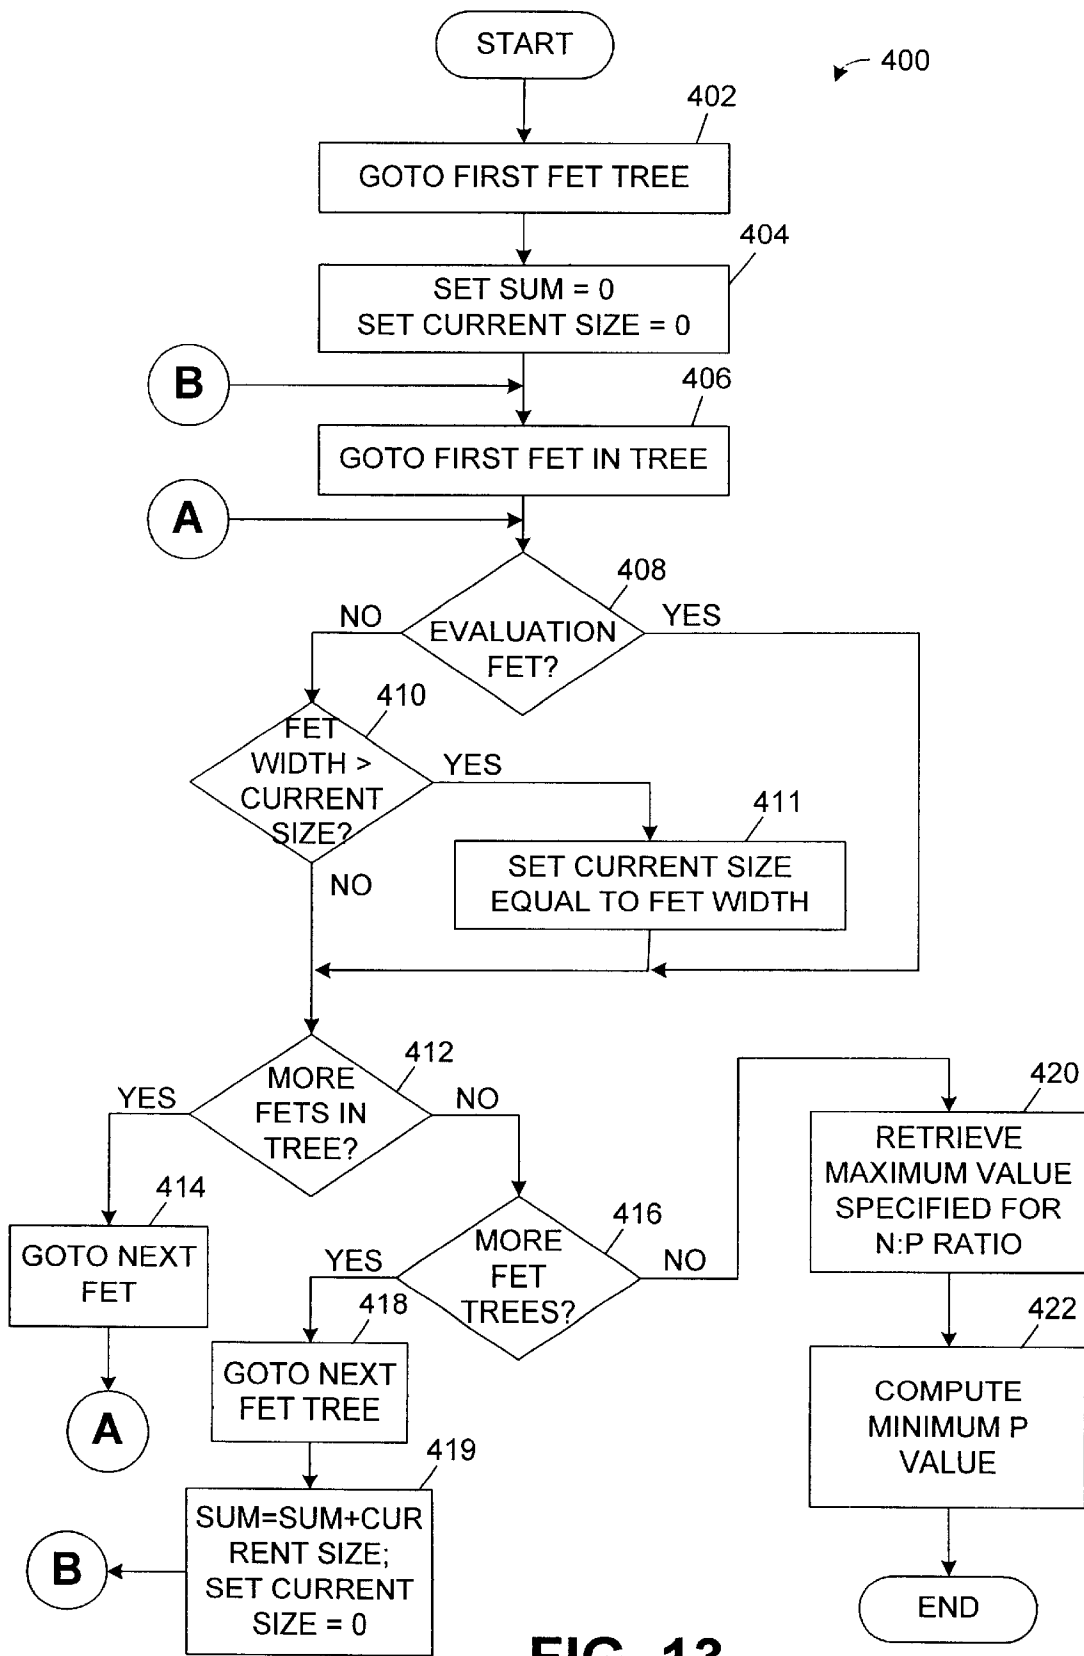 START
400
402
GOTO FIRST FET TREE
404
SET SUM = 0
SET CURRENT SIZE = 0
B
406
GOTO FIRST FET IN TREE
A
408
NO
YES
EVALUATION
FET?
410
FET
WIDTH >
CURRENT
SIZE?
YES
411
SET CURRENT SIZE
EQUAL TO FET WIDTH
NO
412
MORE
FETS IN
TREE?
YES
NO
420
RETRIEVE
MAXIMUM VALUE
SPECIFIED FOR
N:P RATIO
414
GOTO NEXT
FET
416
MORE
FET
TREES?
YES
NO
418
GOTO NEXT
FET TREE
422
COMPUTE
MINIMUM P
VALUE
A
419
SUM=SUM+CUR
RENT SIZE;
SET CURRENT
SIZE = 0
B
END
FIG. 13